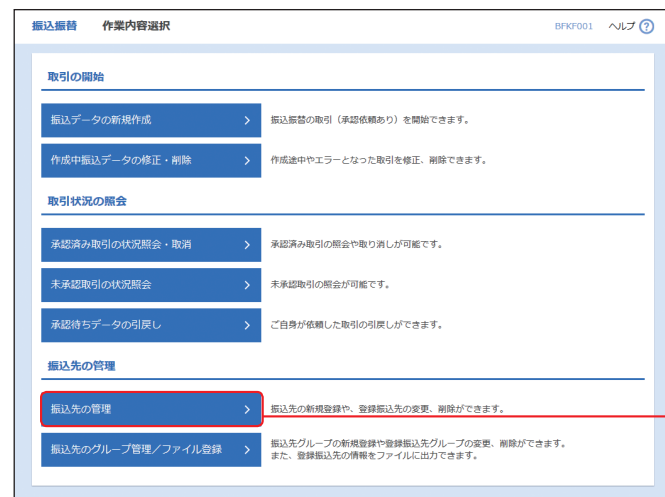 振込振替 作業内容選択 BFKF001 ヘルプ ?
取引の開始
振込データの新規作成 > 振込振替の取引（承認依頼あり）を開始できます。
作成中振込データの修正・削除 > 作成途中やエラーとなった取引を修正、削除できます。
取引状況の照会
承認済み取引の状況照会・取消 > 承認済み取引の照会や取り消しが可能です。
未承認取引の状況照会 > 未承認取引の照会が可能です。
承認待ちデータの引戻し > ご自身が依頼した取引の引戻しができます。
振込先の管理
振込先の管理 > 振込先の新規登録や、登録振込先の変更、削除ができます。
振込先のグループ管理／ファイル登録 > 振込先グループの新規登録や登録振込先グループの変更、削除ができます。
また、登録振込先の情報をファイルに出力できます。